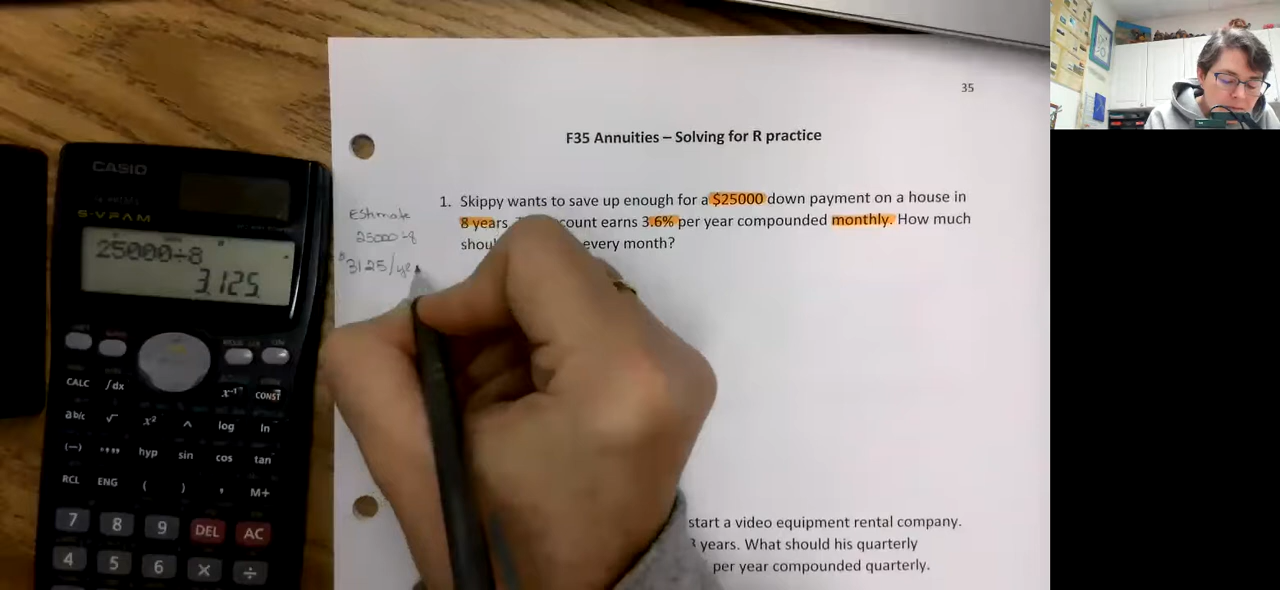 35
F35 Annuities – Solving for R practice
1. Skippy wants to save up enough for a $25000 down payment on a house in
8 years. count earns 3.6% per year compounded monthly. How much
every month?
Estimate
25000÷8
$3125/ye
start a video equipment rental company.
years. What should his quarterly
per year compounded quarterly.
CASIO
S-V.P.A.M.
25000÷8
3125.
CALC ∫dx x⁻¹ CONST
ab/c √ x² ^ log ln
(−) °’” hyp sin cos tan
RCL ENG ( ) , M+
7 8 9 DEL AC
4 5 6 × ÷